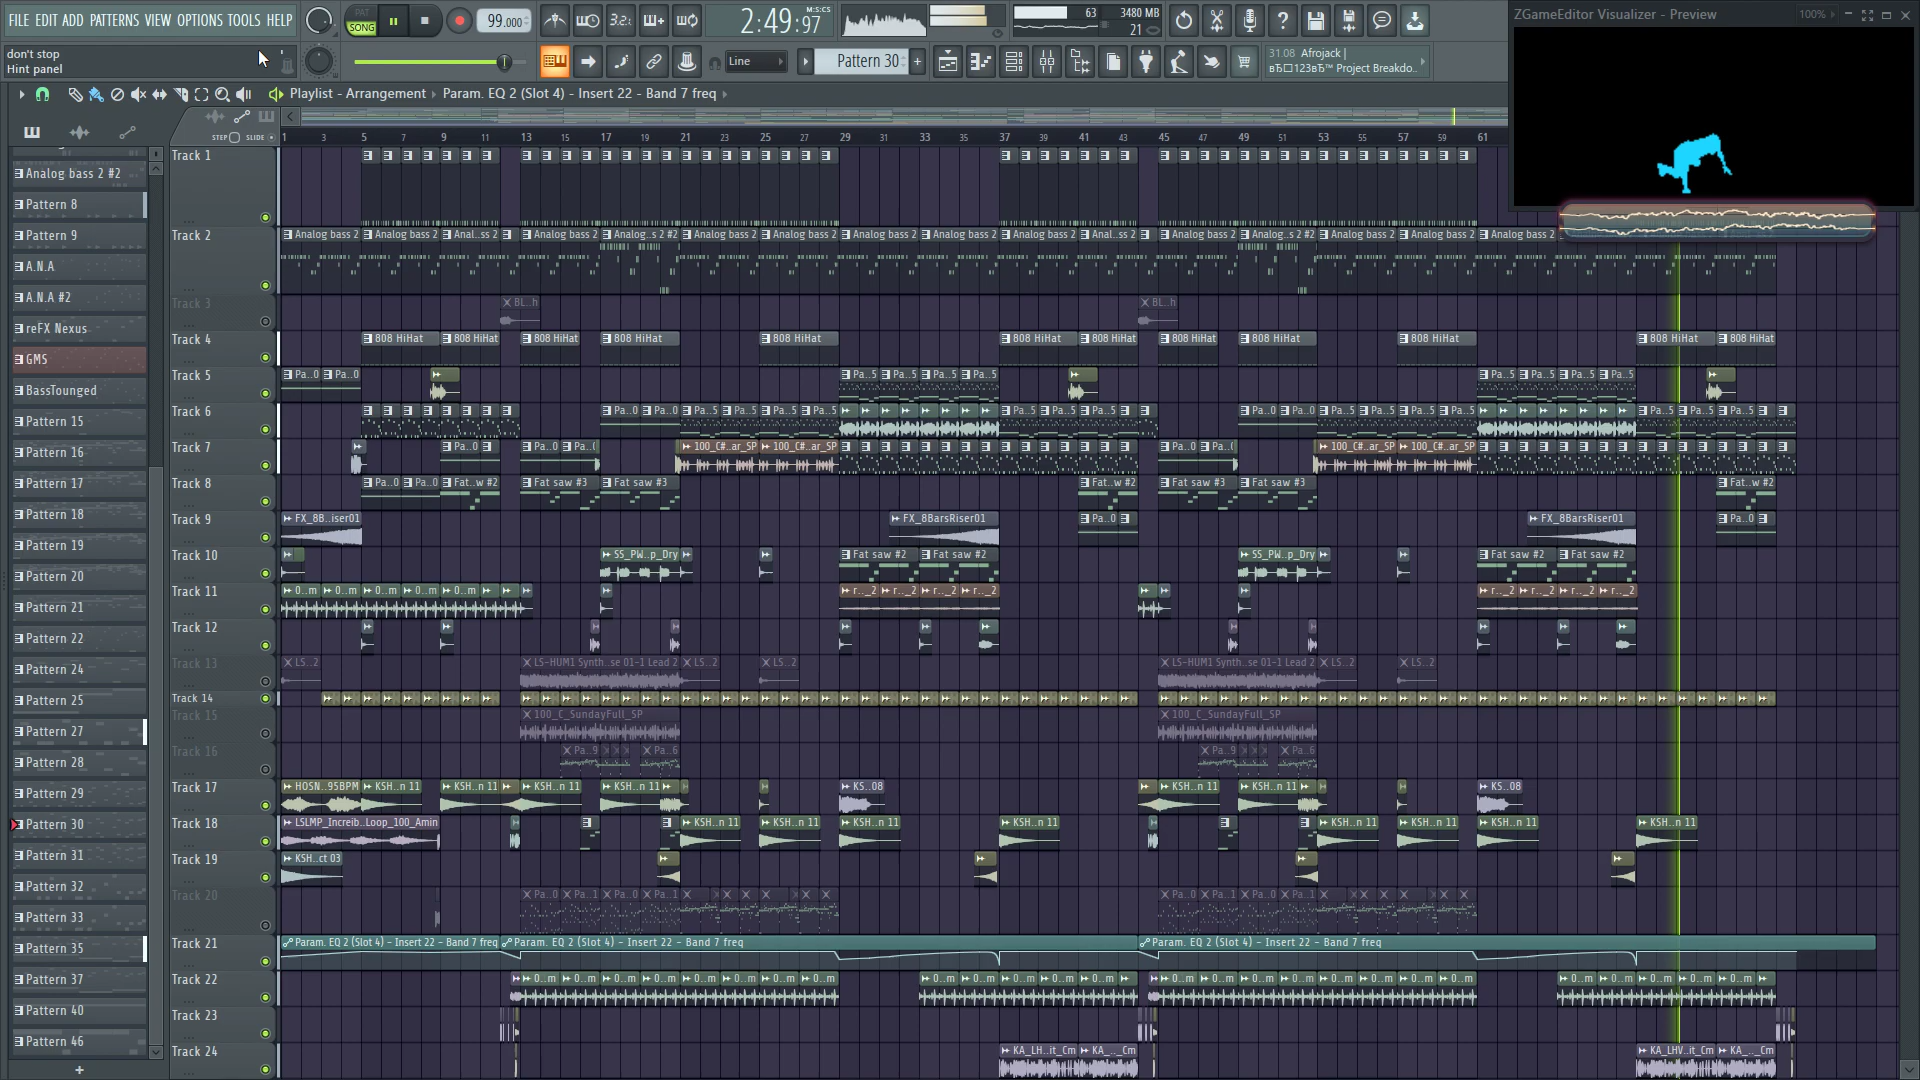 FILE EDIT ADD PATTERNS VIEW OPTIONS TOOLS HELP
PAT
SONG
99.000
3.2.
2:49:97
M:S:CS
63
3480 MB
21
ZGameEditor Visualizer - Preview
100%
don't stop
Hint panel
Line
Pattern 30
31.08 Afrojack |
Project Breakdo..
Playlist - Arrangement › Param. EQ 2 (Slot 4) - Insert 22 - Band 7 freq ›
STEP SLIDE
1 3 5 7 9 11 13 15 17 19 21 23 25 27 29 31 33 35 37 39 41 43 45 47 49 51 53 55 57 59 61
Analog bass 2 #2
Pattern 8
Pattern 9
A.N.A
A.N.A #2
reFX Nexus
GMS
BassTounged
Pattern 15
Pattern 16
Pattern 17
Pattern 18
Pattern 19
Pattern 20
Pattern 21
Pattern 22
Pattern 24
Pattern 25
Pattern 27
Pattern 28
Pattern 29
Pattern 30
Pattern 31
Pattern 32
Pattern 33
Pattern 35
Pattern 37
Pattern 40
Pattern 46
+
Track 1
Track 2 Analog bass 2 Analog bass 2 Anal..ss 2 Analog bass 2 Analog..s 2 #2 Analog bass 2 Analog bass 2 Analog bass 2 Analog bass 2 Analog bass 2 Anal..ss 2 Analog bass 2 Analog..s 2 #2 Analog bass 2 Analog bass 2 Analog bass 2
Track 3 BL..h BL..h
Track 4 808 HiHat 808 HiHat 808 HiHat 808 HiHat 808 HiHat 808 HiHat 808 HiHat 808 HiHat 808 HiHat 808 HiHat 808 HiHat 808 HiHat
Track 5 Pa..0 Pa..0 Pa..5 Pa..5 Pa..5 Pa..5 Pa..5 Pa..5 Pa..5 Pa..5
Track 6 Pa..0 Pa..0 Pa..5 Pa..5 Pa..5 Pa..5 Pa..5 Pa..5 Pa..5 Pa..0 Pa..0 Pa..5 Pa..5 Pa..5 Pa..5 Pa..5 Pa..5 Pa..5
Track 7 Pa..0 Pa..0 Pa..( 100_C#..ar_SP 100_C#..ar_SP Pa..0 Pa..( 100_C#..ar_SP 100_C#..ar_SP
Track 8 Pa..0 Pa..0 Fat..w #2 Fat saw #3 Fat saw #3 Fat..w #2 Fat saw #3 Fat saw #3 Fat..w #2
Track 9 FX_8B..iser01 FX_8BarsRiser01 Pa..0 FX_8BarsRiser01 Pa..0
Track 10 SS_PW..p_Dry Fat saw #2 Fat saw #2 SS_PW..p_Dry Fat saw #2 Fat saw #2
Track 11 0..m 0..m 0..m 0..m 0..m r.._2 r.._2 r.._2 r.._2 r.._2 r.._2 r.._2 r.._2
Track 12
Track 13 LS..2 LS-HUM1 Synth..se 01-1 Lead 2 LS..2 LS..2 LS-HUM1 Synth..se 01-1 Lead 2 LS..2 LS..2
Track 14
Track 15 100_C_SundayFull_SP 100_C_SundayFull_SP
Track 16 Pa..9 Pa..6 Pa..9 Pa..6
Track 17 HOSN..95BPM KSH..n 11 KSH..n 11 KSH..n 11 KSH..n 11 KS..08 KSH..n 11 KSH..n 11 KS..08
Track 18 LSLMP_Increib..Loop_100_Amin KSH..n 11 KSH..n 11 KSH..n 11 KSH..n 11 KSH..n 11 KSH..n 11 KSH..n 11 KSH..n 11
Track 19 KSH..ct 03
Track 20 Pa..0 Pa..1 Pa..0 Pa..1 Pa..0 Pa..1 Pa..0 Pa..1
Track 21 Param. EQ 2 (Slot 4) - Insert 22 - Band 7 freq Param. EQ 2 (Slot 4) - Insert 22 - Band 7 freq Param. EQ 2 (Slot 4) - Insert 22 - Band 7 freq
Track 22 0..m 0..m 0..m 0..m 0..m 0..m 0..m 0..m 0..m 0..m 0..m 0..m 0..m 0..m 0..m 0..m 0..m 0..m 0..m 0..m 0..m 0..m 0..m 0..m 0..m
Track 23
Track 24 KA_LH..it_Cm KA_.._Cm KA_LHV..it_Cm KA_.._Cm